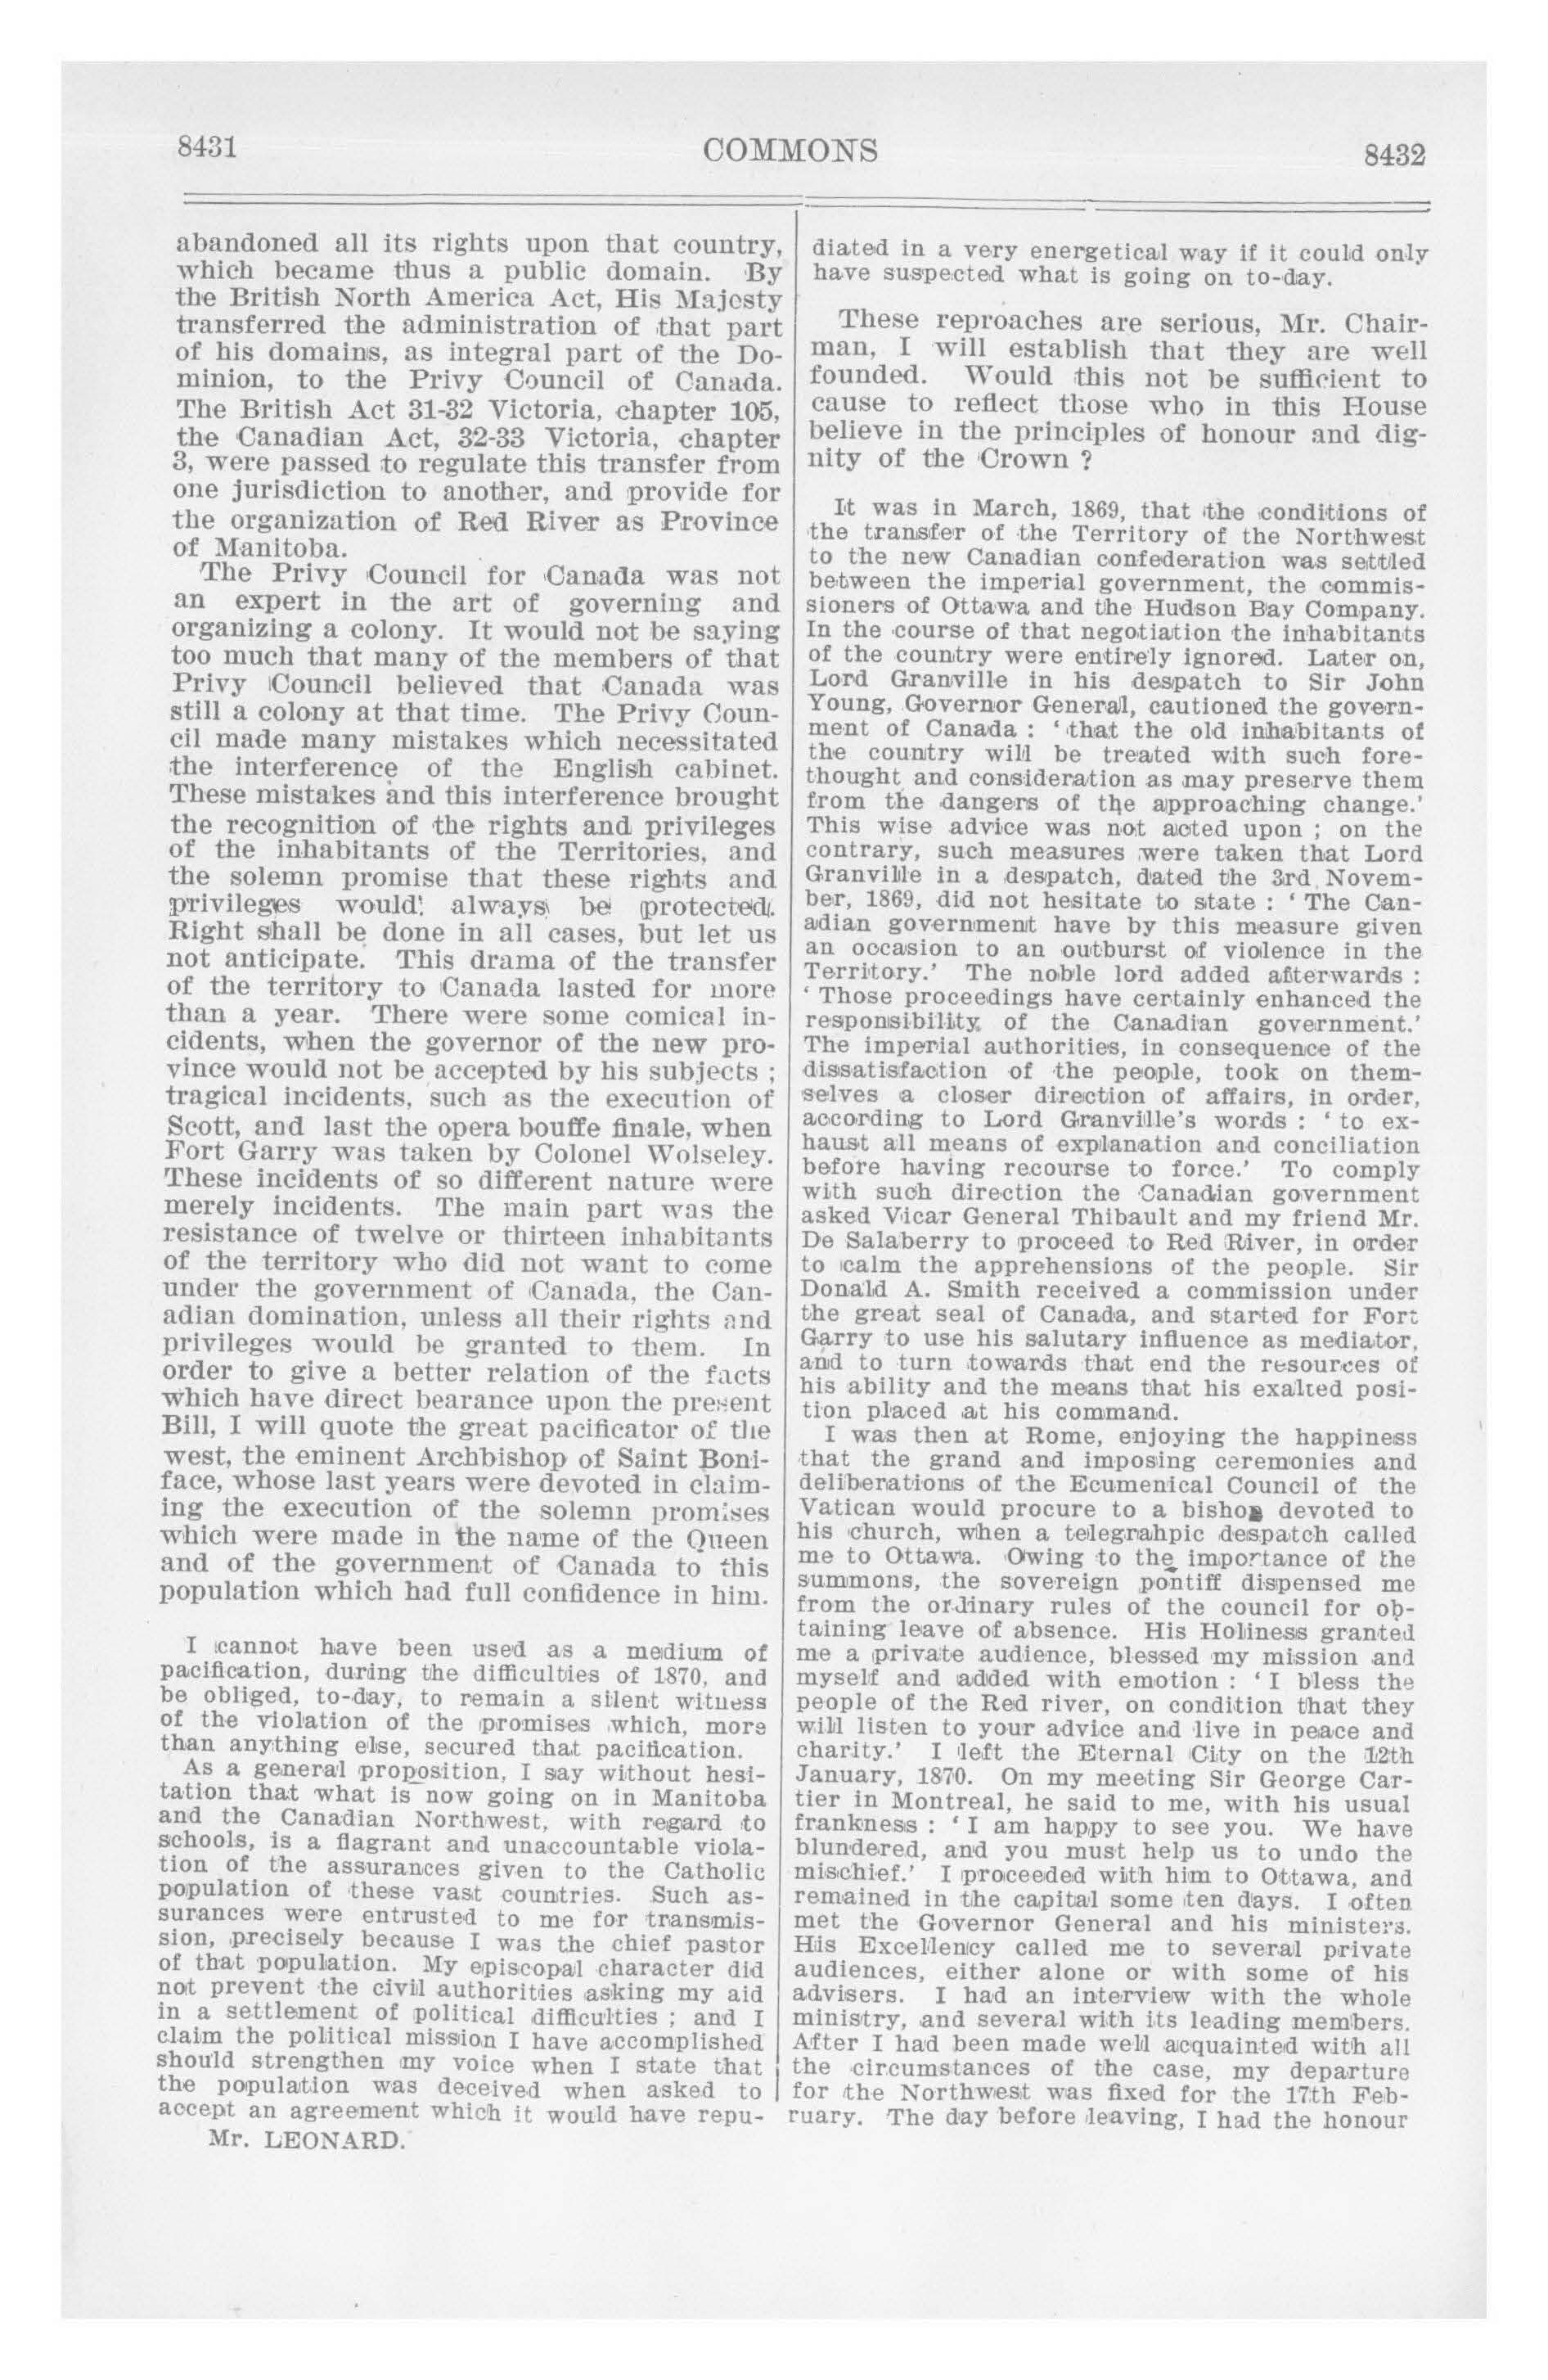 8431
COMMONS
8432
abandoned all its rights upon that country,
which became thus a public domain. By
the British North America Act, His Majesty
transferred the administration of that part
of his domains, as integral part of the Do-
minion, to the Privy Council of Canada.
The British Act 31-32 Victoria, chapter 105,
the Canadian Act, 32-33 Victoria, chapter
3, were passed to regulate this transfer from
one jurisdiction to another, and provide for
the organization of Red River as Province
of Manitoba.
The Privy Council for Canada was not
an expert in the art of governing and
organizing a colony. It would not be saying
too much that many of the members of that
Privy Council believed that Canada was
still a colony at that time. The Privy Coun-
cil made many mistakes which necessitated
the interference of the English cabinet.
These mistakes and this interference brought
the recognition of the rights and privileges
of the inhabitants of the Territories, and
the solemn promise that these rights and
privileges would always be protected.
Right shall be done in all cases, but let us
not anticipate. This drama of the transfer
of the territory to Canada lasted for more
than a year. There were some comical in-
cidents, when the governor of the new pro-
vince would not be accepted by his subjects ;
tragical incidents, such as the execution of
Scott, and last the opera bouffe finale, when
Fort Garry was taken by Colonel Wolseley.
These incidents of so different nature were
merely incidents. The main part was the
resistance of twelve or thirteen inhabitants
of the territory who did not want to come
under the government of Canada, the Can-
adian domination, unless all their rights and
privileges would be granted to them. In
order to give a better relation of the facts
which have direct bearance upon the present
Bill, I will quote the great pacificator of the
west, the eminent Archbishop of Saint Boni-
face, whose last years were devoted in claim-
ing the execution of the solemn promises
which were made in the name of the Queen
and of the government of Canada to this
population which had full confidence in him.
I cannot have been used as a medium of
pacification, during the difficulties of 1870, and
be obliged, to-day, to remain a silent witness
of the violation of the promises which, more
than anything else, secured that pacification.
As a general proposition, I say without hesi-
tation that what is now going on in Manitoba
and the Canadian Northwest, with regard to
schools, is a flagrant and unaccountable viola-
tion of the assurances given to the Catholic
population of these vast countries. Such as-
surances were entrusted to me for transmis-
sion, precisely because I was the chief pastor
of that population. My episcopal character did
not prevent the civil authorities asking my aid
in a settlement of political difficulties ; and I
claim the political mission I have accomplished
should strengthen my voice when I state that
the population was deceived when asked to
accept an agreement which it would have repu-
Mr. LEONARD.
diated in a very energetical way if it could only
have suspected what is going on to-day.
These reproaches are serious, Mr. Chair-
man, I will establish that they are well
founded. Would this not be sufficient to
cause to reflect those who in this House
believe in the principles of honour and dig-
nity of the Crown ?
It was in March, 1869, that the conditions of
the transfer of the Territory of the Northwest
to the new Canadian confederation was settled
between the imperial government, the commis-
sioners of Ottawa and the Hudson Bay Company.
In the course of that negotiation the inhabitants
of the country were entirely ignored. Later on,
Lord Granville in his despatch to Sir John
Young, Governor General, cautioned the govern-
ment of Canada : 'that the old inhabitants of
the country will be treated with such fore-
thought and consideration as may preserve them
from the dangers of the approaching change.'
This wise advice was not acted upon ; on the
contrary, such measures were taken that Lord
Granville in a despatch, dated the 3rd Novem-
ber, 1869, did not hesitate to state : 'The Can-
adian government have by this measure given
an occasion to an outburst of violence in the
Territory.' The noble lord added afterwards :
'Those proceedings have certainly enhanced the
responsibility of the Canadian government.'
The imperial authorities, in consequence of the
dissatisfaction of the people, took on them-
selves a closer direction of affairs, in order,
according to Lord Granville's words : 'to ex-
haust all means of explanation and conciliation
before having recourse to force.' To comply
with such direction the Canadian government
asked Vicar General Thibault and my friend Mr.
De Salaberry to proceed to Red River, in order
to calm the apprehensions of the people. Sir
Donald A. Smith received a commission under
the great seal of Canada, and started for Fort
Garry to use his salutary influence as mediator,
and to turn towards that end the resources of
his ability and the means that his exalted posi-
tion placed at his command.
I was then at Rome, enjoying the happiness
that the grand and imposing ceremonies and
deliberations of the Ecumenical Council of the
Vatican would procure to a bishop devoted to
his church, when a telegrahpic despatch called
me to Ottawa. Owing to the importance of the
summons, the sovereign pontiff dispensed me
from the ordinary rules of the council for ob-
taining leave of absence. His Holiness granted
me a private audience, blessed my mission and
myself and added with emotion : 'I bless the
people of the Red river, on condition that they
will listen to your advice and live in peace and
charity.' I left the Eternal City on the 12th
January, 1870. On my meeting Sir George Car-
tier in Montreal, he said to me, with his usual
frankness : 'I am happy to see you. We have
blundered, and you must help us to undo the
mischief.' I proceeded with him to Ottawa, and
remained in the capital some ten days. I often
met the Governor General and his ministers.
His Excellency called me to several private
audiences, either alone or with some of his
advisers. I had an interview with the whole
ministry, and several with its leading members.
After I had been made well acquainted with all
the circumstances of the case, my departure
for the Northwest was fixed for the 17th Feb-
ruary. The day before leaving, I had the honour